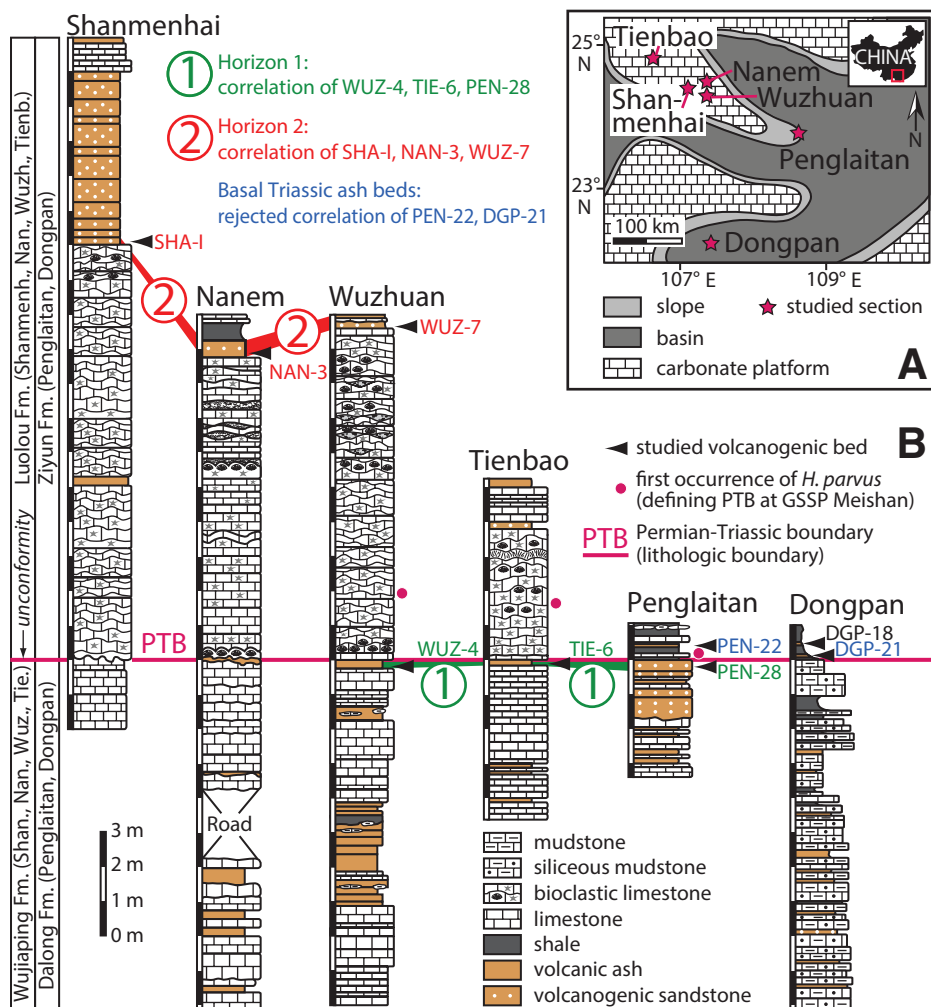 Shanmenhai
1
Horizon 1:
correlation of WUZ-4, TIE-6, PEN-28
2
Horizon 2:
correlation of SHA-I, NAN-3, WUZ-7
Basal Triassic ash beds:
rejected correlation of PEN-22, DGP-21
25°
N
23°
N
Tienbao
Nanem
Wuzhuan
Shan-
menhai
Penglaitan
Dongpan
CHINA
N
100 km
107°E
109°E
slope
basin
carbonate platform
studied section
A
SHA-I
2
Nanem
2
Wuzhuan
WUZ-7
NAN-3
B
studied volcanogenic bed
first occurrence of H. parvus
(defining PTB at GSSP Meishan)
PTB Permian-Triassic boundary
(lithologic boundary)
Tienbao
Penglaitan
Dongpan
PTB
WUZ-4
1
TIE-6
1
PEN-22
PEN-28
DGP-18
DGP-21
Road
3 m
2 m
1 m
0 m
mudstone
siliceous mudstone
bioclastic limestone
limestone
shale
volcanic ash
volcanogenic sandstone
Luolou Fm. (Shanmenh., Nan., Wuzh., Tienb.)
Ziyun Fm. (Penglaitan, Dongpan)
unconformity
Wujiaping Fm. (Shan., Nan., Wuz., Tie.)
Dalong Fm. (Penglaitan, Dongpan)